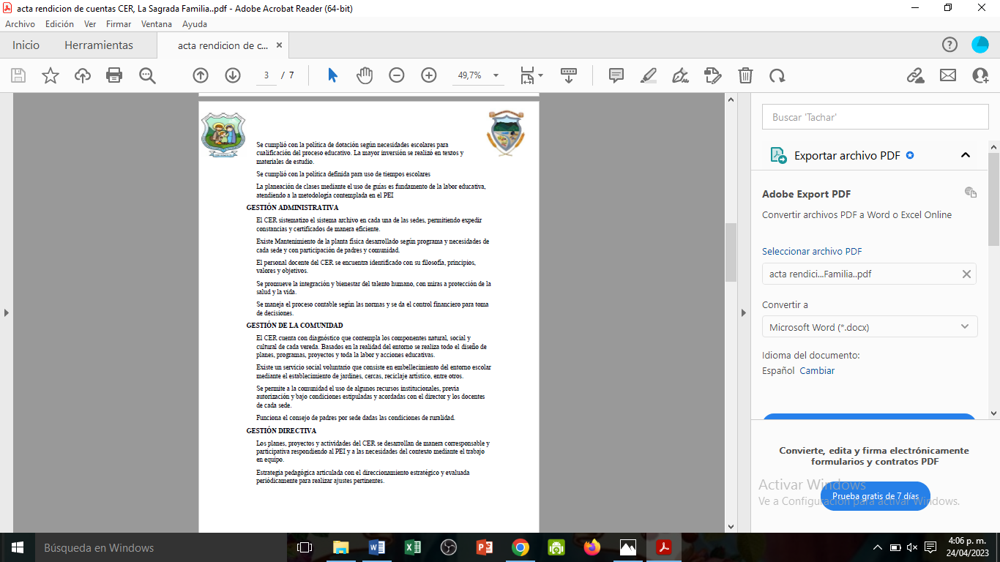 acta rendicion de cuentas CER, La Sagrada Familia..pdf - Adobe Acrobat Reader (64-bit)
Archivo Edición Ver Firmar Ventana Ayuda
Inicio Herramientas acta rendicion de c...
3 / 7 49,7%
Se cumplió con la política de dotación según necesidades escolares para
cualificación del proceso educativo. La mayor inversión se realizó en textos y
materiales de estudio.
Se cumplió con la política definida para uso de tiempos escolares
La planeación de clases mediante el uso de guías es fundamento de la labor educativa,
atendiendo a la metodología contemplada en el PEI
GESTIÓN ADMINISTRATIVA
El CER sistematizo el sistema archivo en cada una de las sedes, permitiendo expedir
constancias y certificados de manera eficiente.
Existe Mantenimiento de la planta física desarrollado según programa y necesidades de
cada sede y con participación de padres y comunidad.
El personal docente del CER se encuentra identificado con su filosofía, principios,
valores y objetivos.
Se promueve la integración y bienestar del talento humano, con miras a protección de la
salud y la vida.
Se maneja el proceso contable según las normas y se da el control financiero para toma
de decisiones.
GESTIÓN DE LA COMUNIDAD
El CER cuenta con diagnóstico que contempla los componentes natural, social y
cultural de cada vereda. Basados en la realidad del entorno se realiza todo el diseño de
planes, programas, proyectos y toda la labor y acciones educativas.
Existe un servicio social voluntario que consiste en embellecimiento del entorno escolar
mediante el establecimiento de jardines, cercas, reciclaje artístico, entre otros.
Se permite a la comunidad el uso de algunos recursos institucionales, previa
autorización y bajo condiciones estipuladas y acordadas con el director y los docentes
de cada sede.
Funciona el consejo de padres por sede dadas las condiciones de ruralidad.
GESTIÓN DIRECTIVA
Los planes, proyectos y actividades del CER se desarrollan de manera corresponsable y
participativa respondiendo al PEI y a las necesidades del contexto mediante el trabajo
en equipo.
Estrategia pedagógica articulada con el direccionamiento estratégico y evaluada
periódicamente para realizar ajustes pertinentes.
Buscar 'Tachar'
Exportar archivo PDF
Adobe Export PDF
Convertir archivos PDF a Word o Excel Online
Seleccionar archivo PDF
acta rendici...Familia..pdf
Convertir a
Microsoft Word (*.docx)
Idioma del documento:
Español Cambiar
Convierte, edita y firma electrónicamente
formularios y contratos PDF
Activar Windows
Prueba gratis de 7 días
Ve a Configuración para activar Windows.
Búsqueda en Windows
4:06 p. m.
24/04/2023